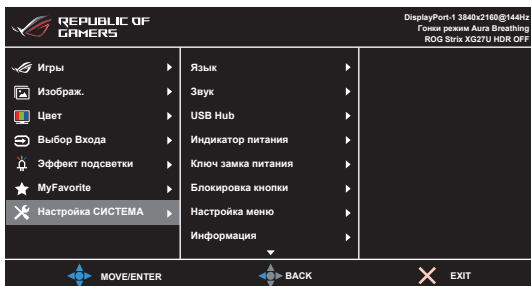 REPUBLIC OF
GAMERS
DisplayPort-1 3840x2160@144Hz
Гонки режим Aura Breathing
ROG Strix XG27U HDR OFF
Игры
Изображ.
Цвет
Выбор Входа
Эффект подсветки
MyFavorite
Настройка СИСТЕМА
Язык
Звук
USB Hub
Индикатор питания
Ключ замка питания
Блокировка кнопки
Настройка меню
Информация
MOVE/ENTER
BACK
EXIT